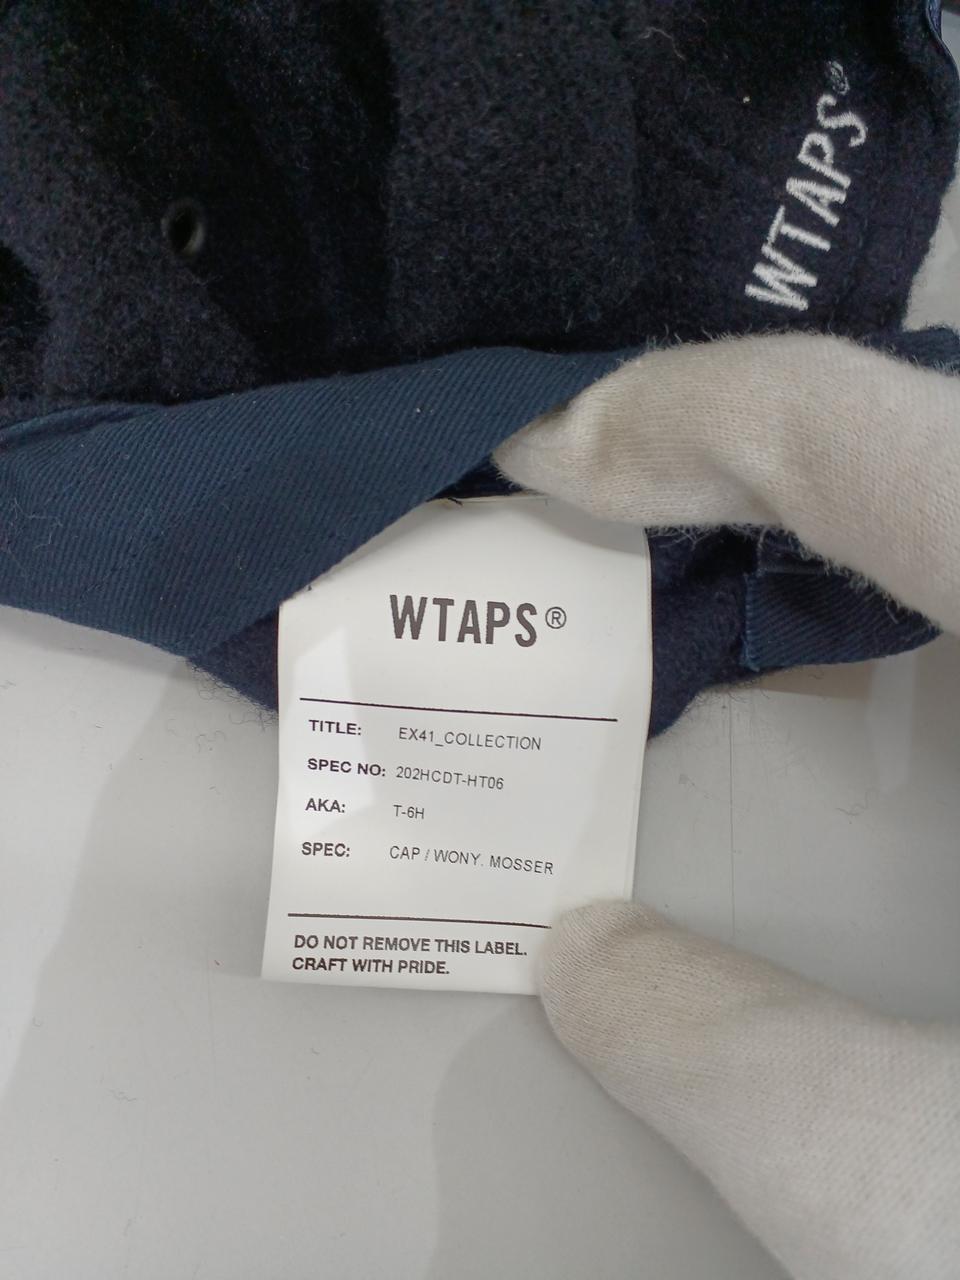 WTAPS®
WTAPS®
TITLE: EX41_COLLECTION
SPEC NO: 202HCDT-HT06
AKA: T-6H
SPEC: CAP / WONY. MOSSER
DO NOT REMOVE THIS LABEL.
CRAFT WITH PRIDE.